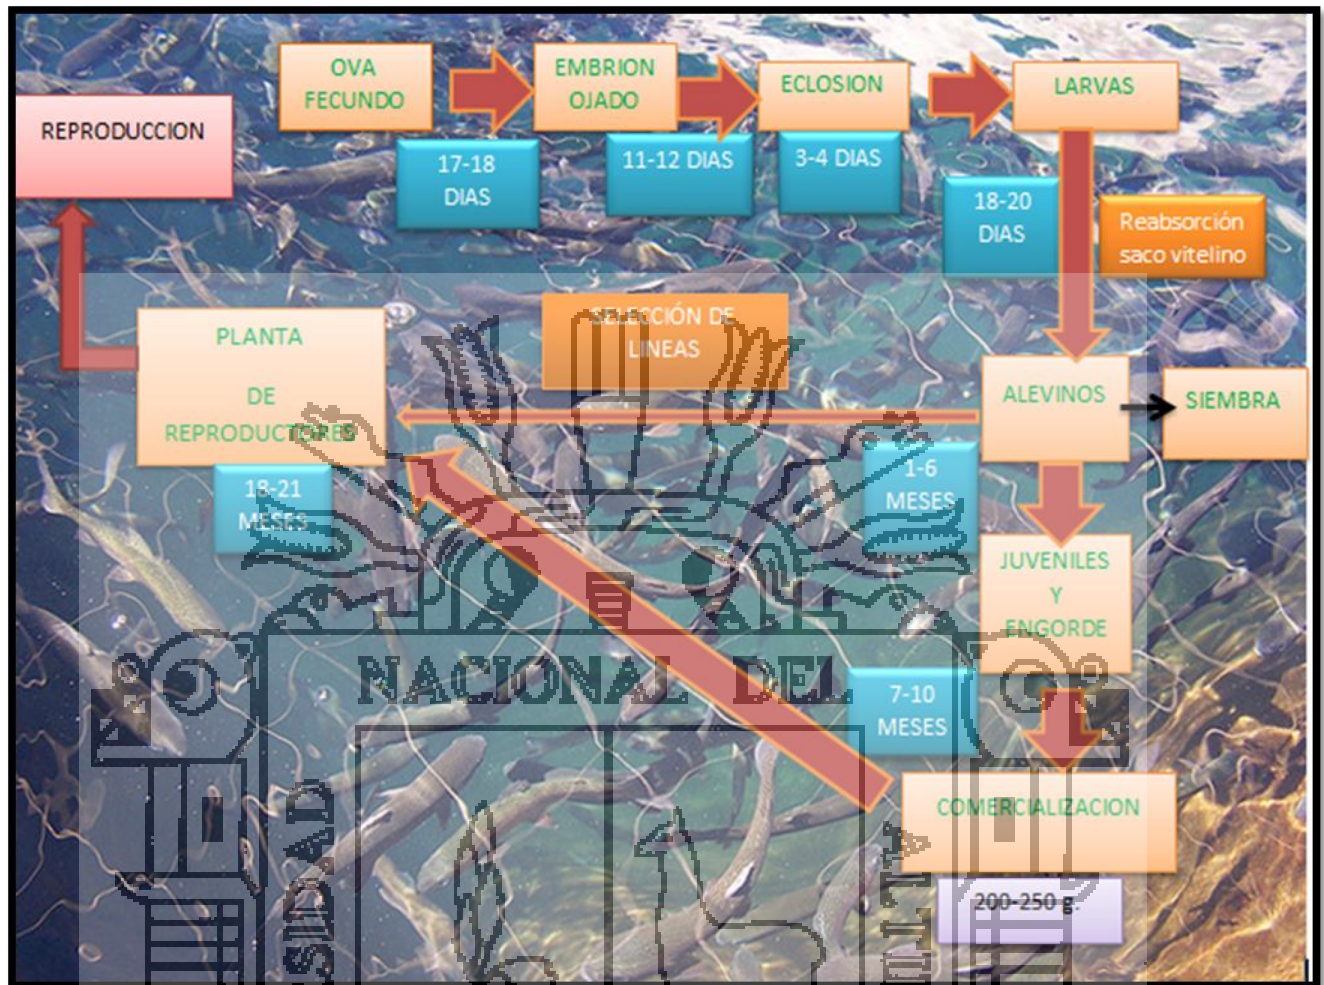 OVA
FECUNDO
EMBRION
OJADO
ECLOSION
LARVAS
REPRODUCCION
17-18
DIAS
11-12 DIAS
3-4 DIAS
18-20
DIAS
Reabsorción
saco vitelino
SELECCIÓN DE
LINEAS
PLANTA
DE
REPRODUCTORES
18-21
MESES
ALEVINOS
SIEMBRA
1-6
MESES
JUVENILES
Y
ENGORDE
NACIONAL DEL
7-10
MESES
COMERCIALIZACION
200-250 g.
SIDAD
ALTI